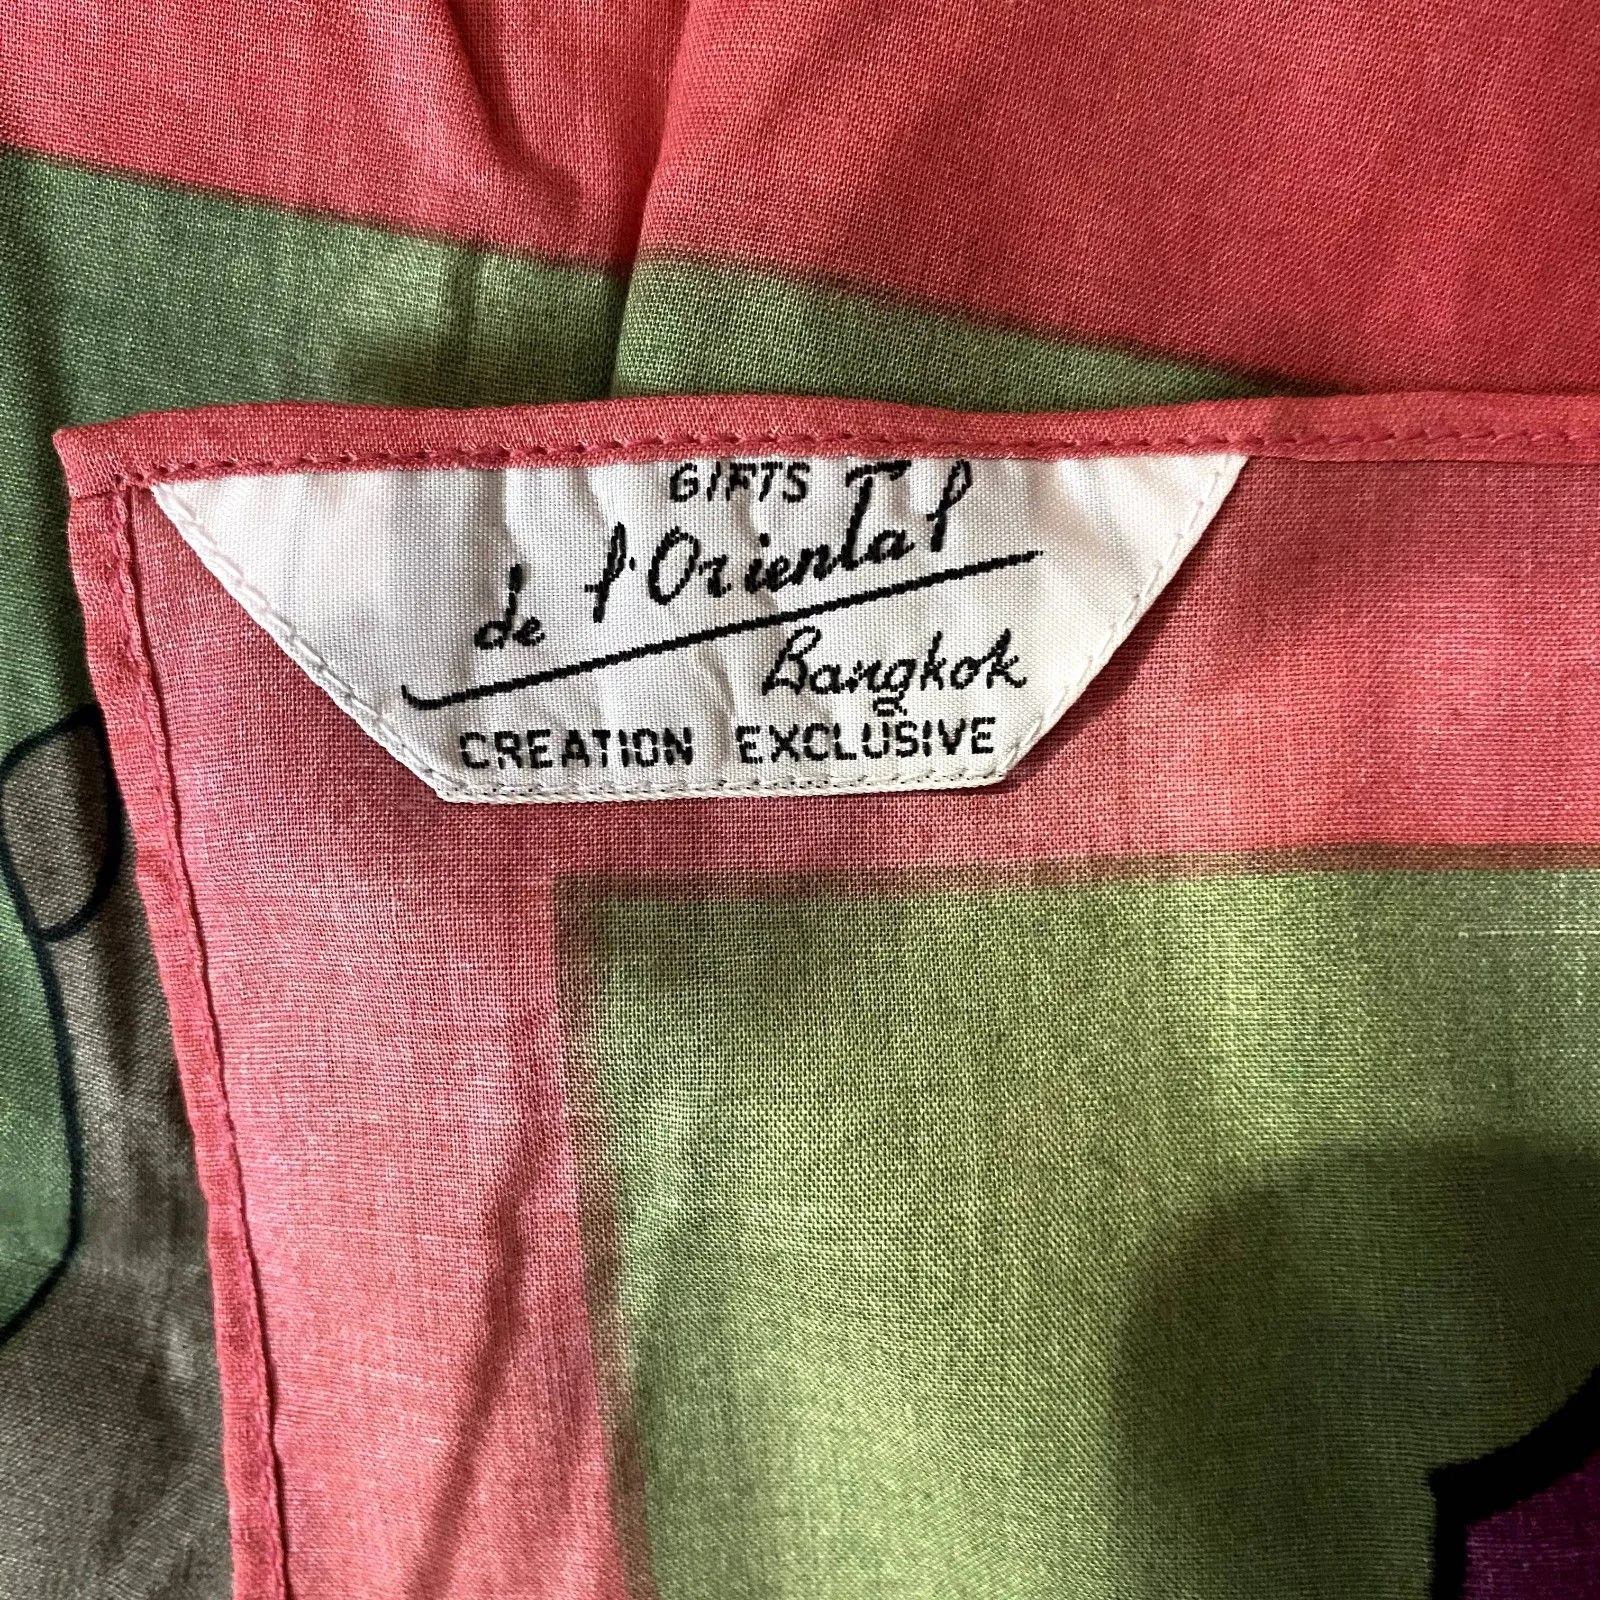 GIFTS
de l'Oriental
Bangkok
CREATION EXCLUSIVE